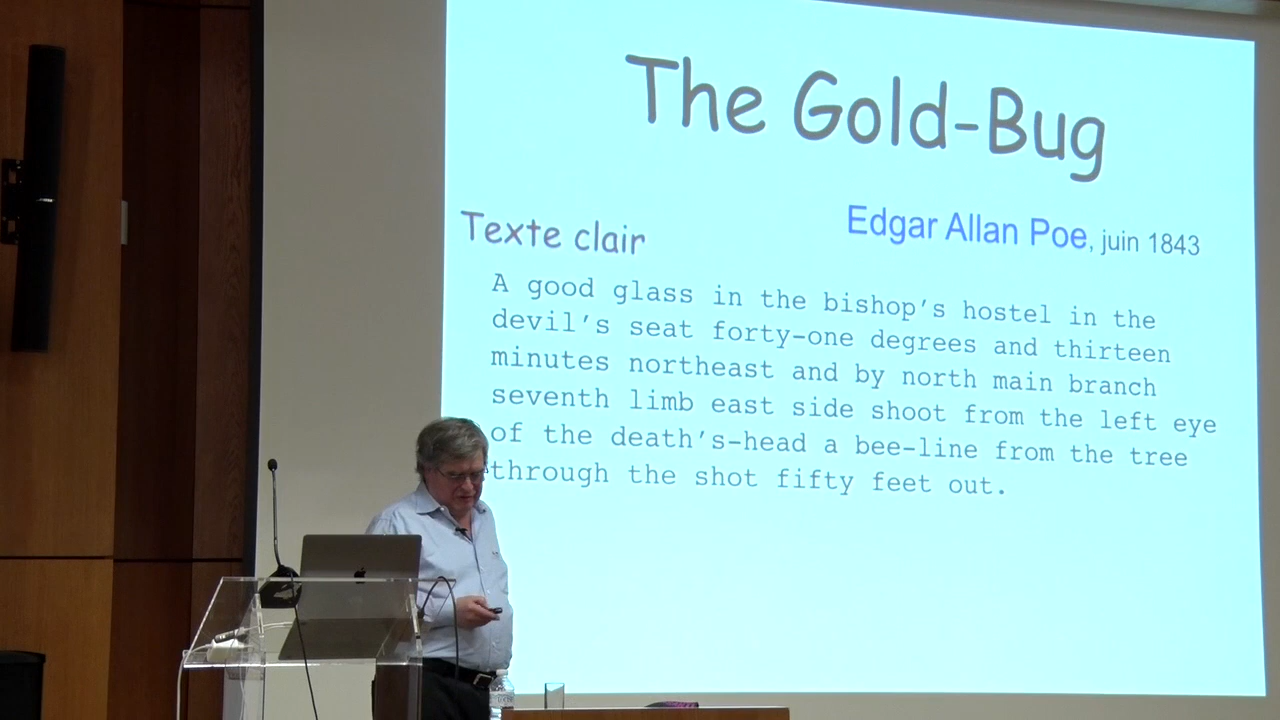 The Gold-Bug
Edgar Allan Poe, juin 1843
Texte clair
A good glass in the bishop's hostel in the
devil's seat forty-one degrees and thirteen
minutes northeast and by north main branch
seventh limb east side shoot from the left eye
of the death's-head a bee-line from the tree
through the shot fifty feet out.